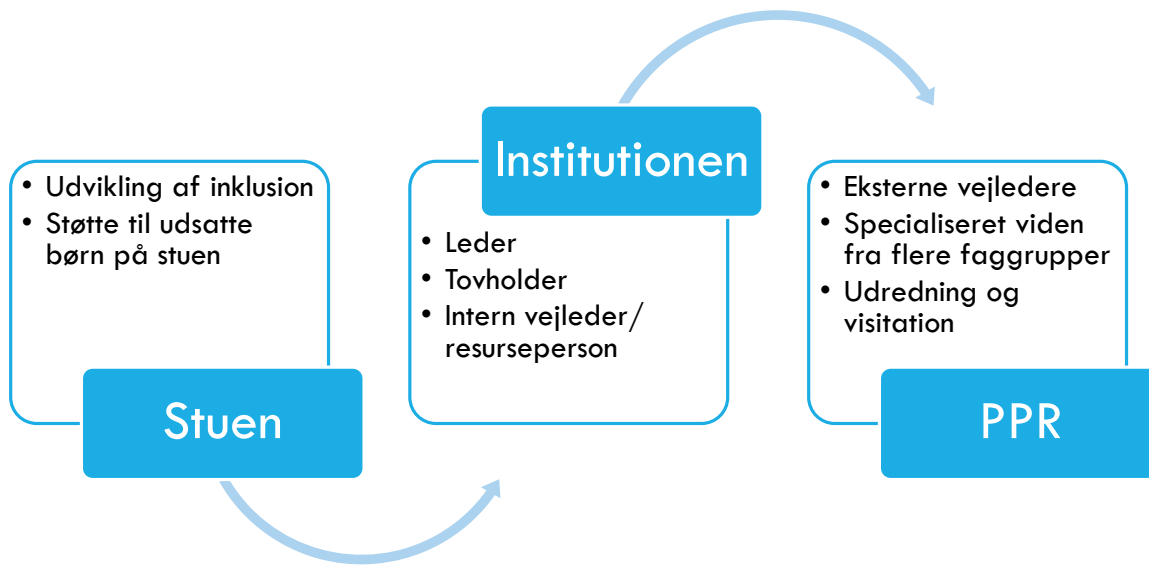 • Udvikling af inklusion
• Støtte til udsatte
børn på stuen
Stuen
Institutionen
• Leder
• Tovholder
• Intern vejleder/
resurseperson
• Eksterne vejledere
• Specialiseret viden
fra flere faggrupper
• Udredning og
visitation
PPR